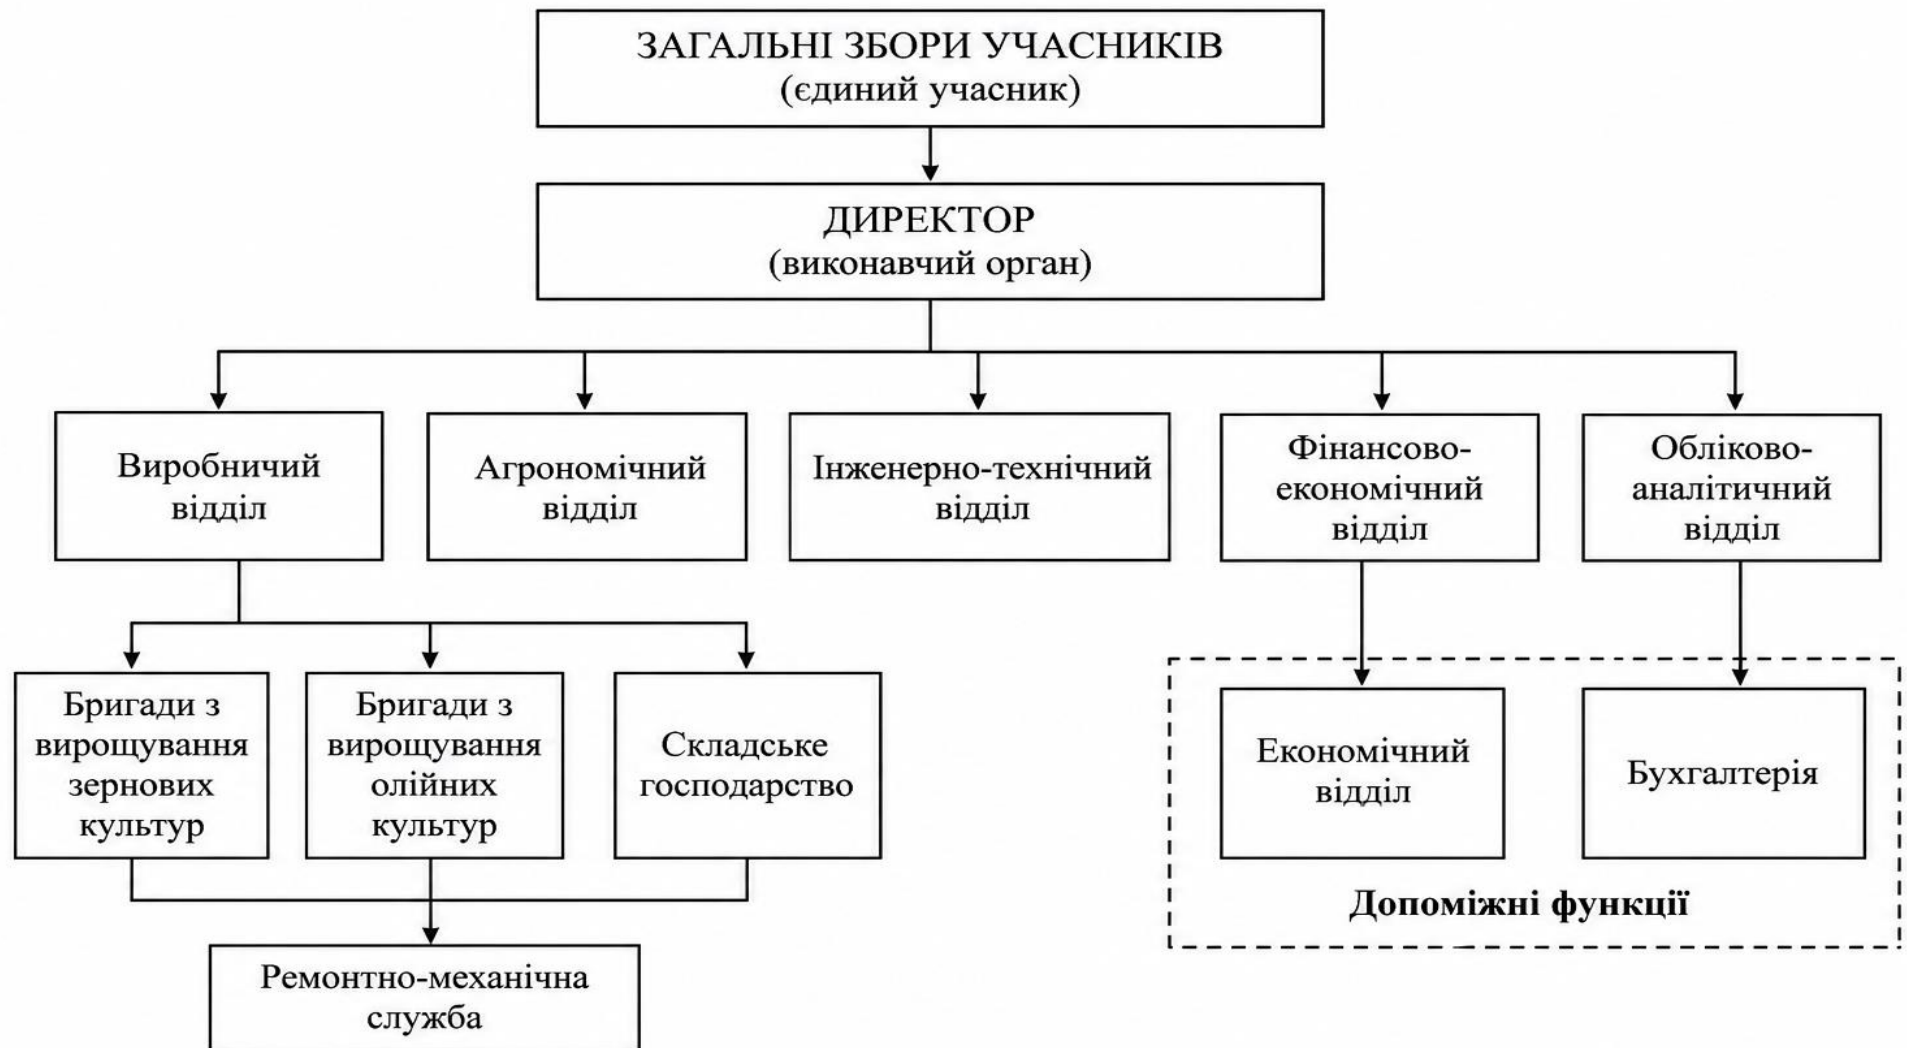 ЗАГАЛЬНІ ЗБОРИ УЧАСНИКІВ
(єдиний учасник)
ДИРЕКТОР
(виконавчий орган)
Виробничий
відділ
Агрономічний
відділ
Інженерно-технічний
відділ
Фінансово-
економічний
відділ
Обліково-
аналітичний
відділ
Бригади з
вирощування
зернових
культур
Бригади з
вирощування
олійних
культур
Складське
господарство
Економічний
відділ
Бухгалтерія
Допоміжні функції
Ремонтно-механічна
служба